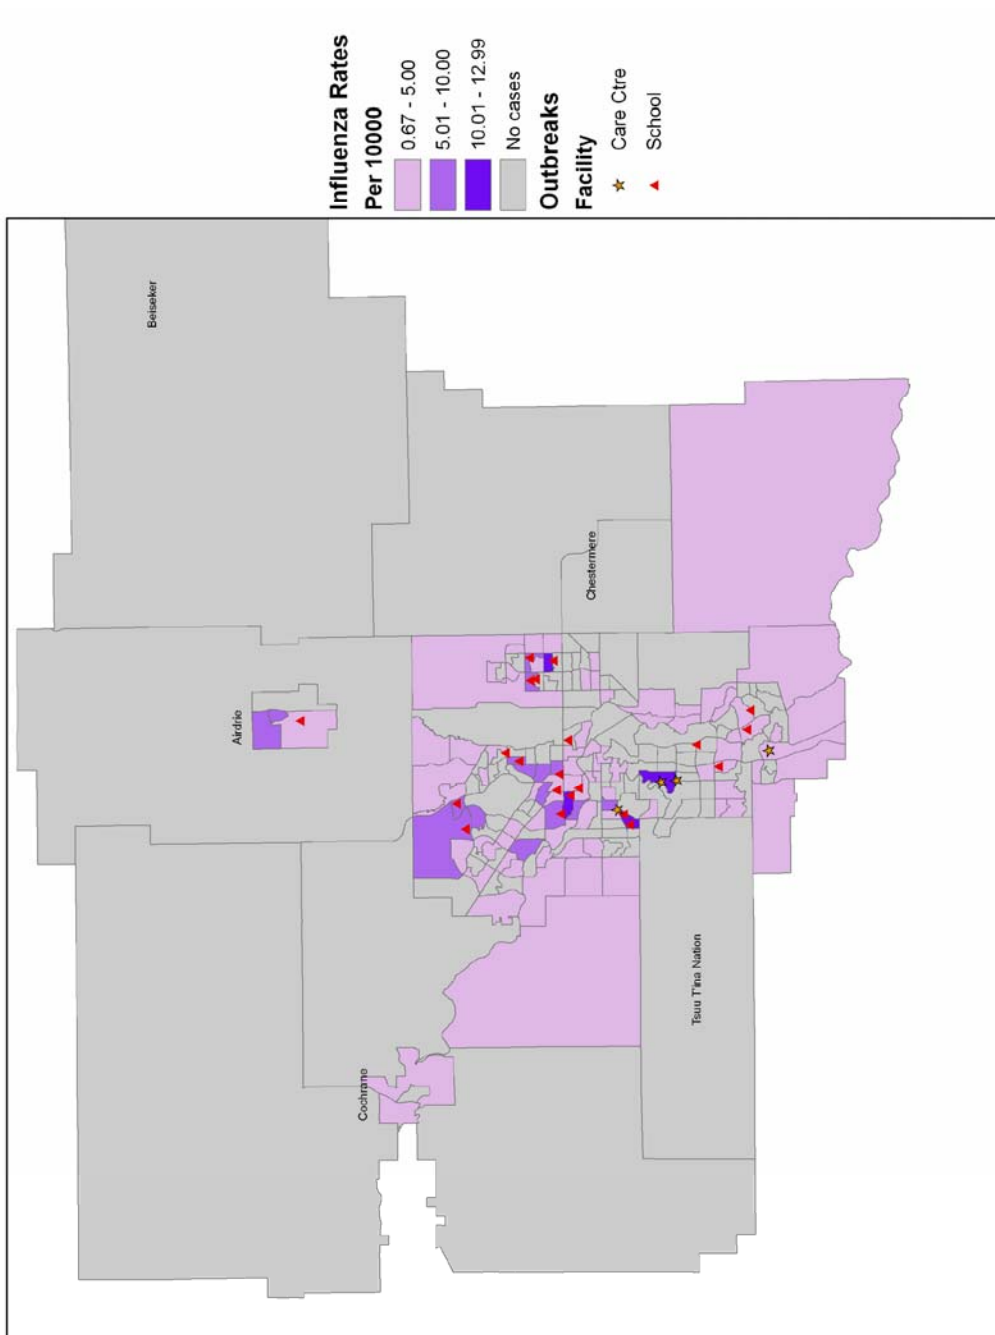 Influenza Rates
Per 10000
0.67 - 5.00
5.01 - 10.00
10.01 - 12.99
No cases
Outbreaks
Facility
Care Ctre
School
Beiseker
Airdrie
Chestermere
Cochrane
Tsuu T'ina Nation